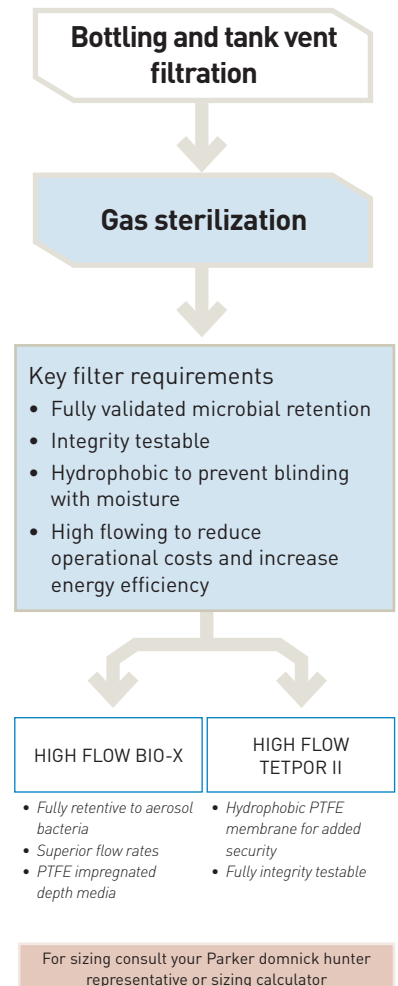 Bottling and tank vent
filtration
Gas sterilization
Key filter requirements
• Fully validated microbial retention
• Integrity testable
• Hydrophobic to prevent blinding
with moisture
• High flowing to reduce
operational costs and increase
energy efficiency
HIGH FLOW BIO-X
• Fully retentive to aerosol
bacteria
• Superior flow rates
• PTFE impregnated
depth media
HIGH FLOW
TETPOR II
• Hydrophobic PTFE
membrane for added
security
• Fully integrity testable
For sizing consult your Parker domnick hunter
representative or sizing calculator